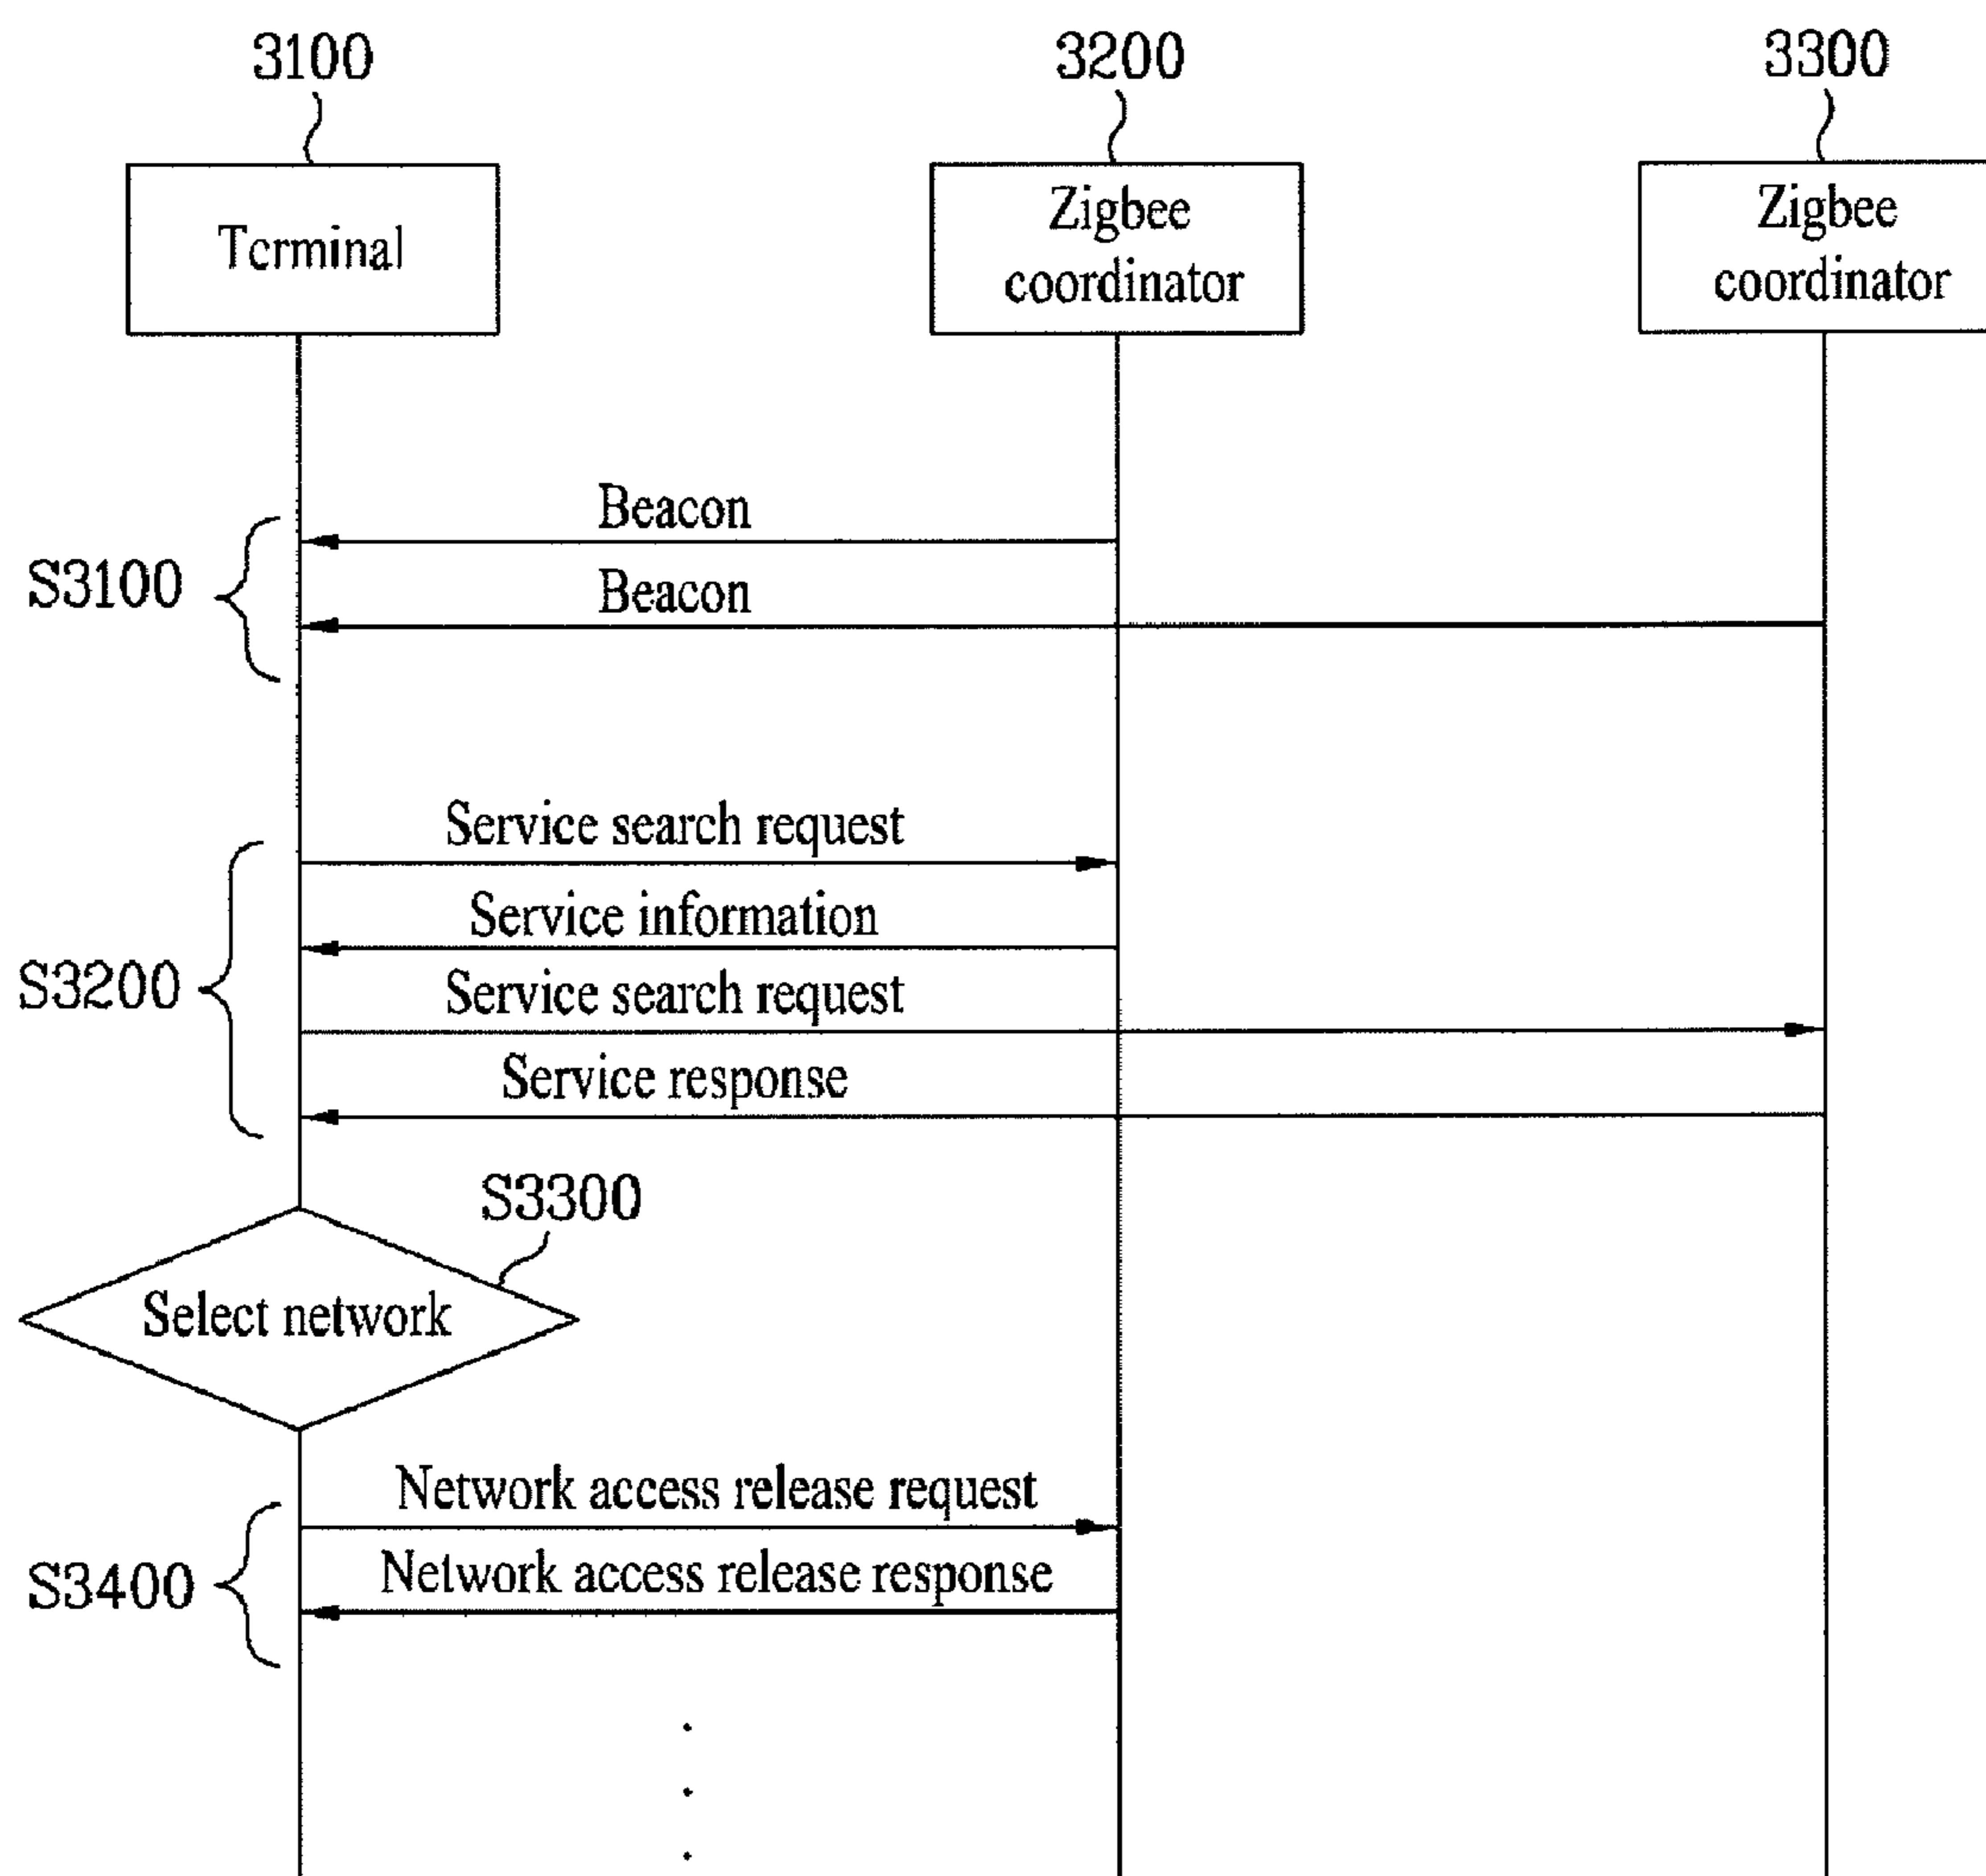 3100
3200
3300
Terminal
Zigbee
coordinator
Zigbee
coordinator
Beacon
S3100
Beacon
Service search request
Service information
S3200
Service search request
Service response
S3300
Select network
Network access release request
S3400
Network access release response